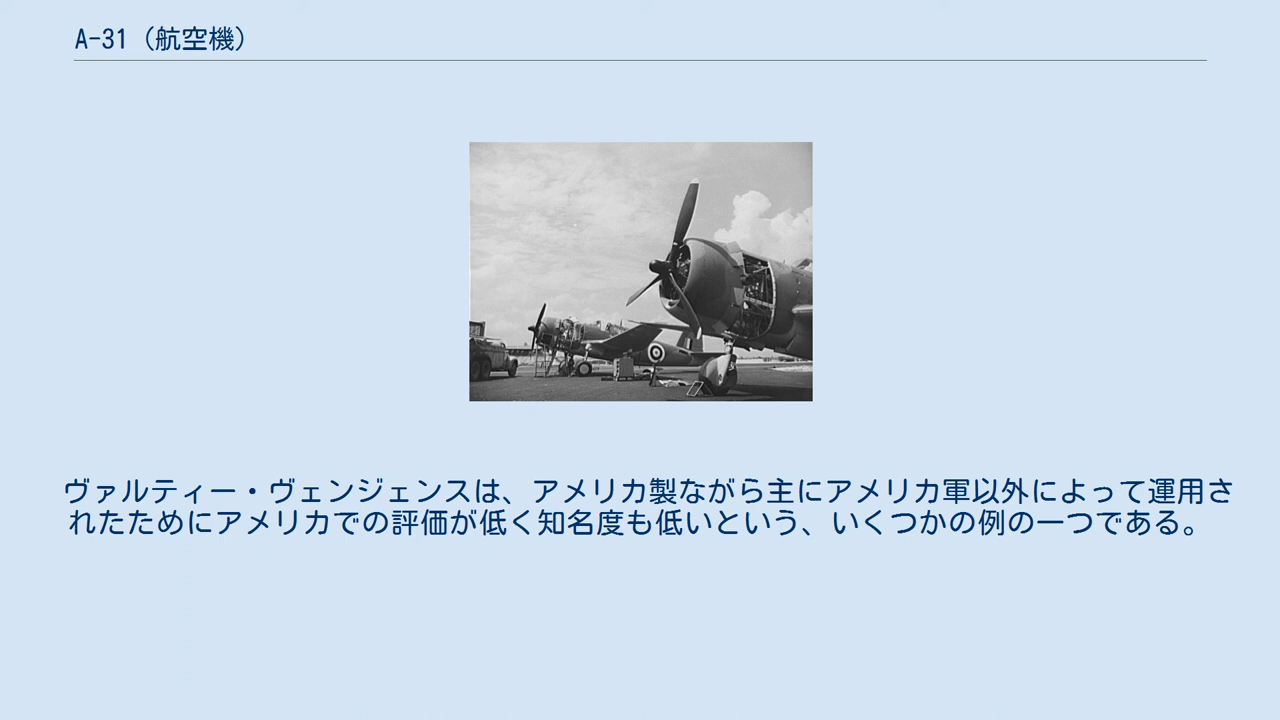 A-31（航空機）
ヴァルティー・ヴェンジェンスは、アメリカ製ながら主にアメリカ軍以外によって運用さ
れたためにアメリカでの評価が低く知名度も低いという、いくつかの例の一つである。